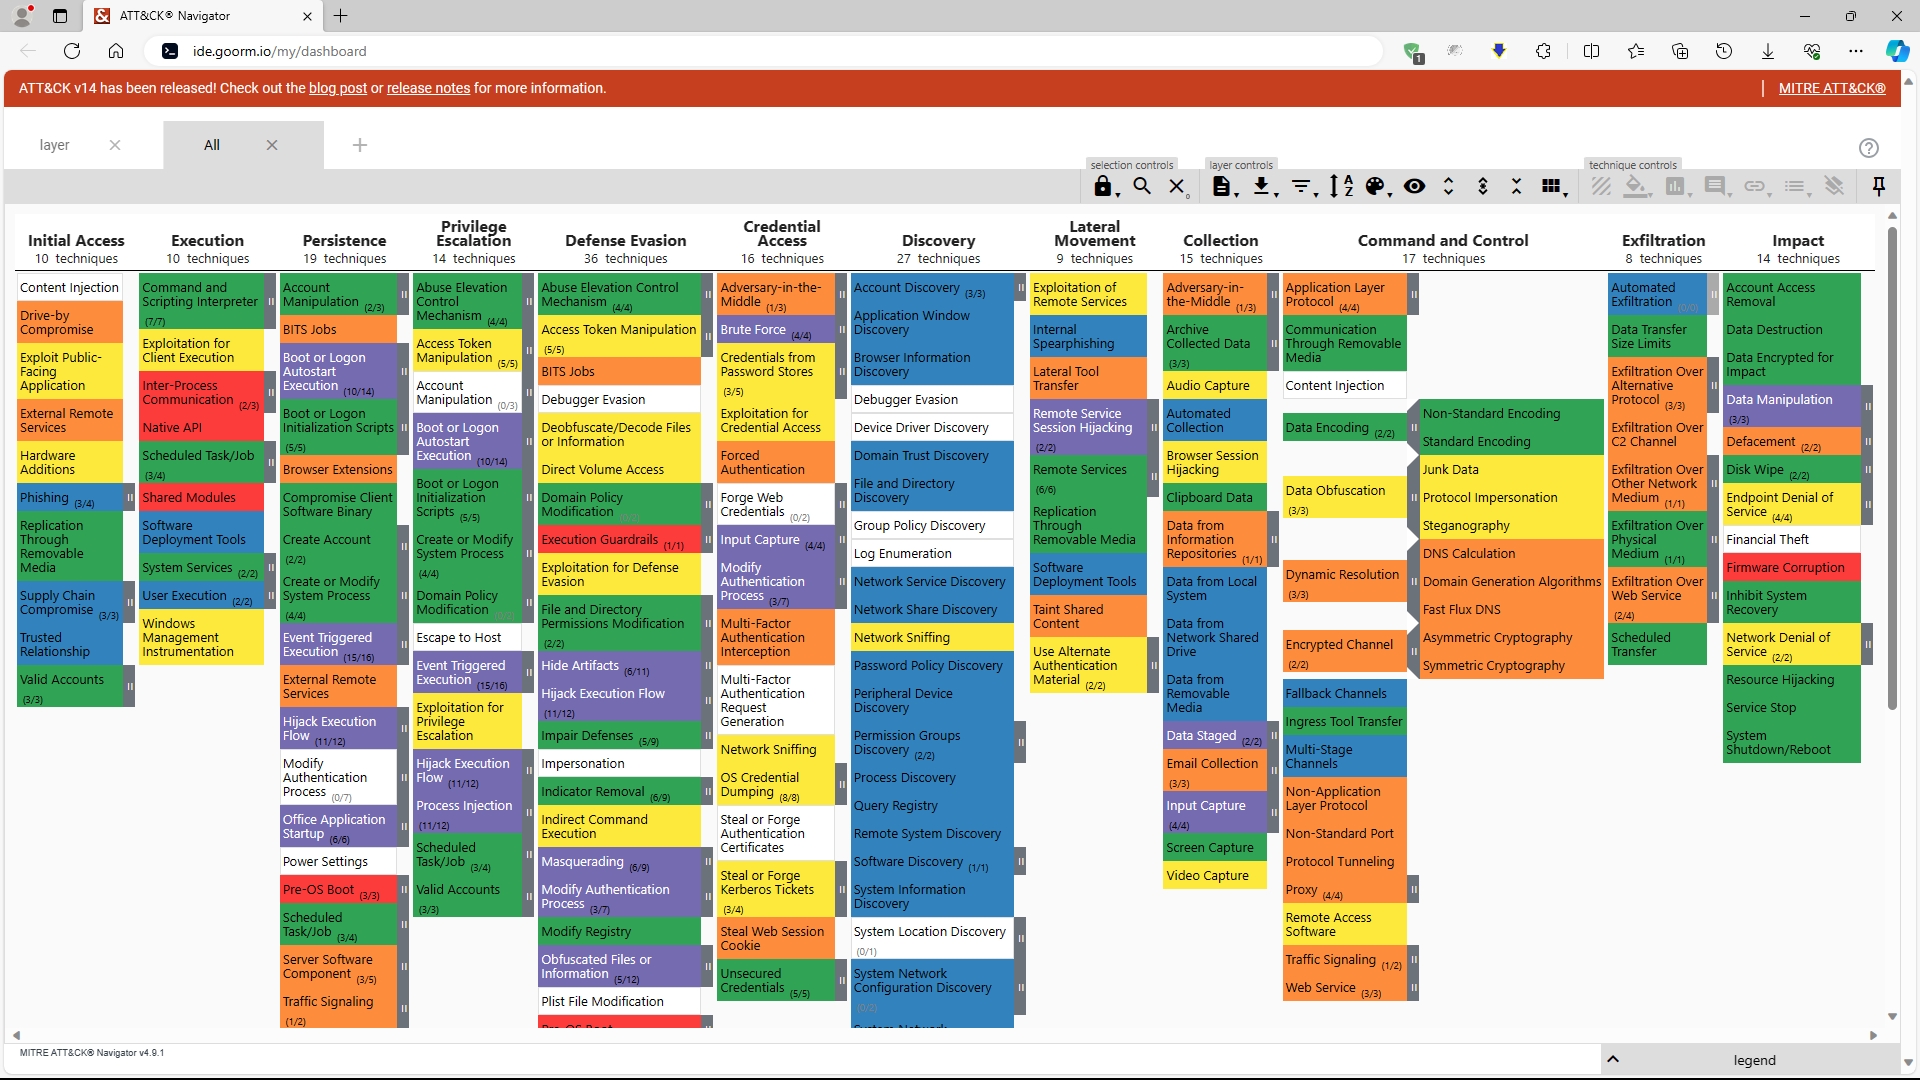 ATT&CK® Navigator
ide.goorm.io/my/dashboard
1
ATT&CK v14 has been released! Check out the blog post or release notes for more information.
MITRE ATT&CK®
layer
All
selection controls
layer controls
technique controls
Initial Access
10 techniques
Content Injection
Drive-by
Compromise
Exploit Public-
Facing
Application
External Remote
Services
Hardware
Additions
Phishing (3/4)
Replication
Through
Removable
Media
Supply Chain
Compromise (3/3)
Trusted
Relationship
Valid Accounts
(3/3)
Execution
10 techniques
Command and
Scripting Interpreter
(7/7)
Exploitation for
Client Execution
Inter-Process
Communication (2/3)
Native API
Scheduled Task/Job
(3/4)
Shared Modules
Software
Deployment Tools
System Services (2/2)
User Execution (2/2)
Windows
Management
Instrumentation
Persistence
19 techniques
Account
Manipulation (2/3)
BITS Jobs
Boot or Logon
Autostart
Execution (10/14)
Boot or Logon
Initialization Scripts
(5/5)
Browser Extensions
Compromise Client
Software Binary
Create Account
(2/2)
Create or Modify
System Process
(4/4)
Event Triggered
Execution (15/16)
External Remote
Services
Hijack Execution
Flow (11/12)
Modify
Authentication
Process (0/7)
Office Application
Startup (6/6)
Power Settings
Pre-OS Boot (3/3)
Scheduled
Task/Job (3/4)
Server Software
Component (3/5)
Traffic Signaling
(1/2)
Privilege
Escalation
14 techniques
Abuse Elevation
Control
Mechanism (4/4)
Access Token
Manipulation (5/5)
Account
Manipulation (0/3)
Boot or Logon
Autostart
Execution (10/14)
Boot or Logon
Initialization
Scripts (5/5)
Create or Modify
System Process
(4/4)
Domain Policy
Modification
Escape to Host
Event Triggered
Execution (15/16)
Exploitation for
Privilege
Escalation
Hijack Execution
Flow (11/12)
Process Injection
(11/12)
Scheduled
Task/Job (3/4)
Valid Accounts
(3/3)
Defense Evasion
36 techniques
Abuse Elevation Control
Mechanism (4/4)
Access Token Manipulation
(5/5)
BITS Jobs
Debugger Evasion
Deobfuscate/Decode Files
or Information
Direct Volume Access
Domain Policy
Modification
Execution Guardrails (1/1)
Exploitation for Defense
Evasion
File and Directory
Permissions Modification
(2/2)
Hide Artifacts (6/11)
Hijack Execution Flow
(11/12)
Impair Defenses (5/9)
Impersonation
Indicator Removal (6/9)
Indirect Command
Execution
Masquerading (6/9)
Modify Authentication
Process (3/7)
Modify Registry
Obfuscated Files or
Information (5/12)
Plist File Modification
Pre-OS Boot
Credential
Access
16 techniques
Adversary-in-the-
Middle (1/3)
Brute Force (4/4)
Credentials from
Password Stores
(3/5)
Exploitation for
Credential Access
Forced
Authentication
Forge Web
Credentials (0/2)
Input Capture (4/4)
Modify
Authentication
Process (3/7)
Multi-Factor
Authentication
Interception
Multi-Factor
Authentication
Request
Generation
Network Sniffing
OS Credential
Dumping (8/8)
Steal or Forge
Authentication
Certificates
Steal or Forge
Kerberos Tickets
(3/4)
Steal Web Session
Cookie
Unsecured
Credentials (5/5)
Discovery
27 techniques
Account Discovery (3/3)
Application Window
Discovery
Browser Information
Discovery
Debugger Evasion
Device Driver Discovery
Domain Trust Discovery
File and Directory
Discovery
Group Policy Discovery
Log Enumeration
Network Service Discovery
Network Share Discovery
Network Sniffing
Password Policy Discovery
Peripheral Device
Discovery
Permission Groups
Discovery (2/2)
Process Discovery
Query Registry
Remote System Discovery
Software Discovery (1/1)
System Information
Discovery
System Location Discovery
(0/1)
System Network
Configuration Discovery
(0/2)
System Network
Lateral
Movement
9 techniques
Exploitation of
Remote Services
Internal
Spearphishing
Lateral Tool
Transfer
Remote Service
Session Hijacking
(2/2)
Remote Services
(6/6)
Replication
Through
Removable Media
Software
Deployment Tools
Taint Shared
Content
Use Alternate
Authentication
Material (2/2)
Collection
15 techniques
Adversary-in-
the-Middle (1/3)
Archive
Collected Data
(3/3)
Audio Capture
Automated
Collection
Browser Session
Hijacking
Clipboard Data
Data from
Information
Repositories (1/1)
Data from Local
System
Data from
Network Shared
Drive
Data from
Removable
Media
Data Staged (2/2)
Email Collection
(3/3)
Input Capture
(4/4)
Screen Capture
Video Capture
Command and Control
17 techniques
Application Layer
Protocol (4/4)
Communication
Through Removable
Media
Content Injection
Data Encoding (2/2)
Non-Standard Encoding
Standard Encoding
Data Obfuscation
(3/3)
Junk Data
Protocol Impersonation
Steganography
Dynamic Resolution
(3/3)
DNS Calculation
Domain Generation Algorithms
Fast Flux DNS
Encrypted Channel
(2/2)
Asymmetric Cryptography
Symmetric Cryptography
Fallback Channels
Ingress Tool Transfer
Multi-Stage
Channels
Non-Application
Layer Protocol
Non-Standard Port
Protocol Tunneling
Proxy (4/4)
Remote Access
Software
Traffic Signaling (1/2)
Web Service (3/3)
Exfiltration
8 techniques
Automated
Exfiltration (0/0)
Data Transfer
Size Limits
Exfiltration Over
Alternative
Protocol (3/3)
Exfiltration Over
C2 Channel
Exfiltration Over
Other Network
Medium (1/1)
Exfiltration Over
Physical
Medium (1/1)
Exfiltration Over
Web Service
(2/4)
Scheduled
Transfer
Impact
14 techniques
Account Access
Removal
Data Destruction
Data Encrypted for
Impact
Data Manipulation
(3/3)
Defacement (2/2)
Disk Wipe (2/2)
Endpoint Denial of
Service (4/4)
Financial Theft
Firmware Corruption
Inhibit System
Recovery
Network Denial of
Service (2/2)
Resource Hijacking
Service Stop
System
Shutdown/Reboot
MITRE ATT&CK® Navigator v4.9.1
legend